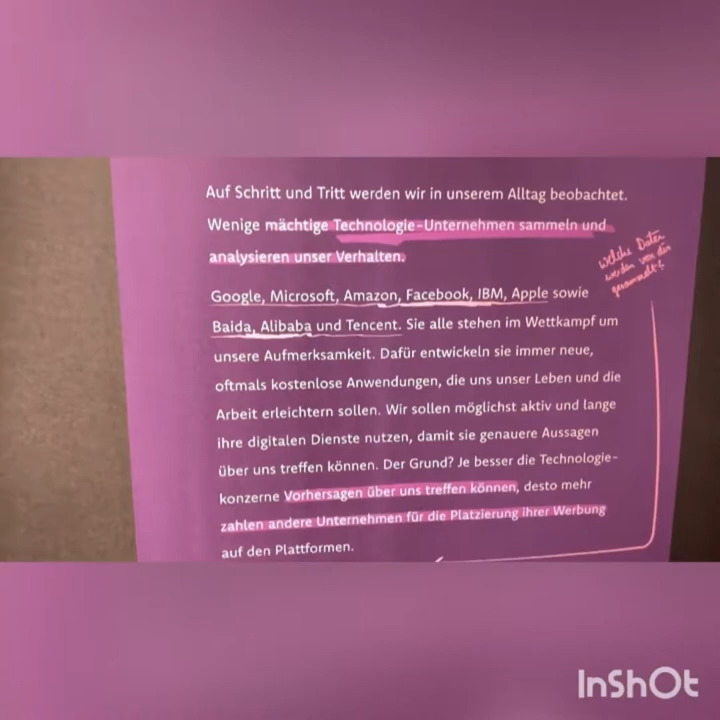 Auf Schritt und Tritt werden wir in unserem Alltag beobachtet.
Wenige mächtige Technologie-Unternehmen sammeln und
analysieren unser Verhalten.
welche Daten
werden von dir
gesammelt?
Google, Microsoft, Amazon, Facebook, IBM, Apple sowie
Baida, Alibaba und Tencent. Sie alle stehen im Wettkampf um
unsere Aufmerksamkeit. Dafür entwickeln sie immer neue,
oftmals kostenlose Anwendungen, die uns unser Leben und die
Arbeit erleichtern sollen. Wir sollen möglichst aktiv und lange
ihre digitalen Dienste nutzen, damit sie genauere Aussagen
über uns treffen können. Der Grund? Je besser die Technologie-
konzerne Vorhersagen über uns treffen können, desto mehr
zahlen andere Unternehmen für die Platzierung ihrer Werbung
auf den Plattformen.
InShOt